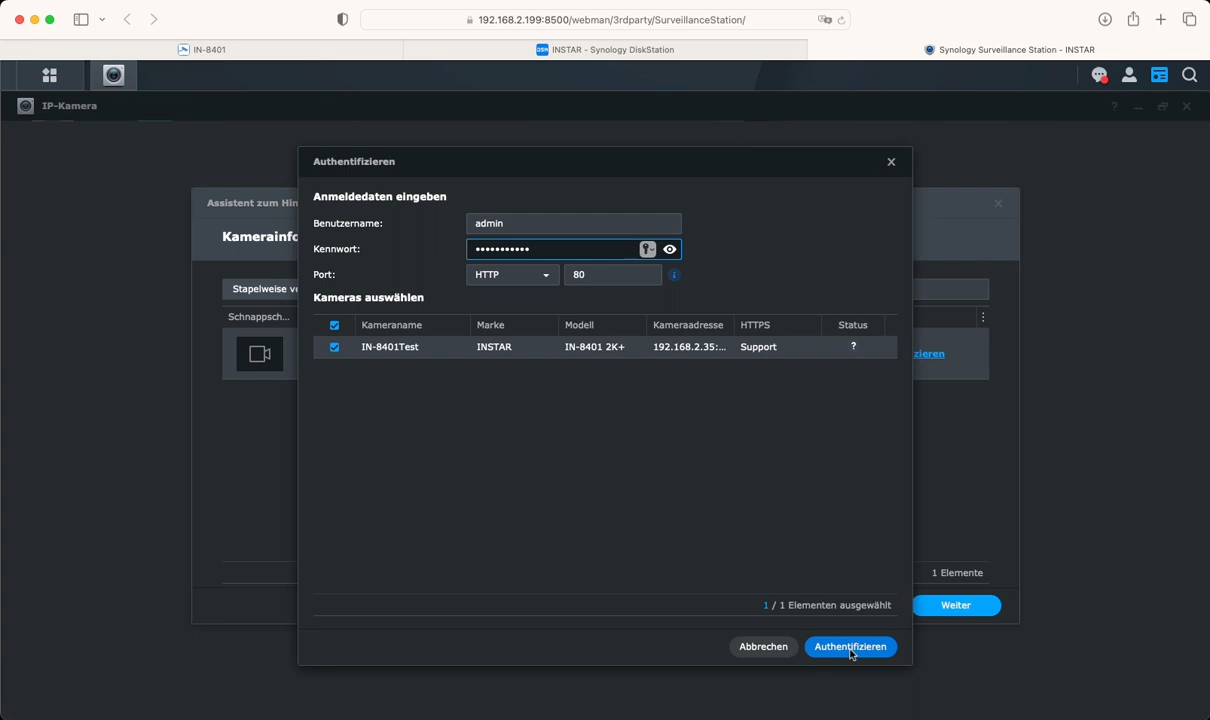 192.168.2.199:8500/webman/3rdparty/SurveillanceStation/
IN-8401
DSM INSTAR - Synology DiskStation
Synology Surveillance Station - INSTAR
IP-Kamera
?
Authentifizieren
Assistent zum Hin
Anmeldedaten eingeben
Benutzername: admin
Kamerainfo
Kennwort: •••••••••••
Port: HTTP 80 i
Stapelweise ve
Kameras auswählen
Schnappsch...
Kameraname Marke Modell Kameraadresse HTTPS Status
IN-8401Test INSTAR IN-8401 2K+ 192.168.2.35:... Support ?
zieren
1 Elemente
1 / 1 Elementen ausgewählt
Weiter
Abbrechen Authentifizieren